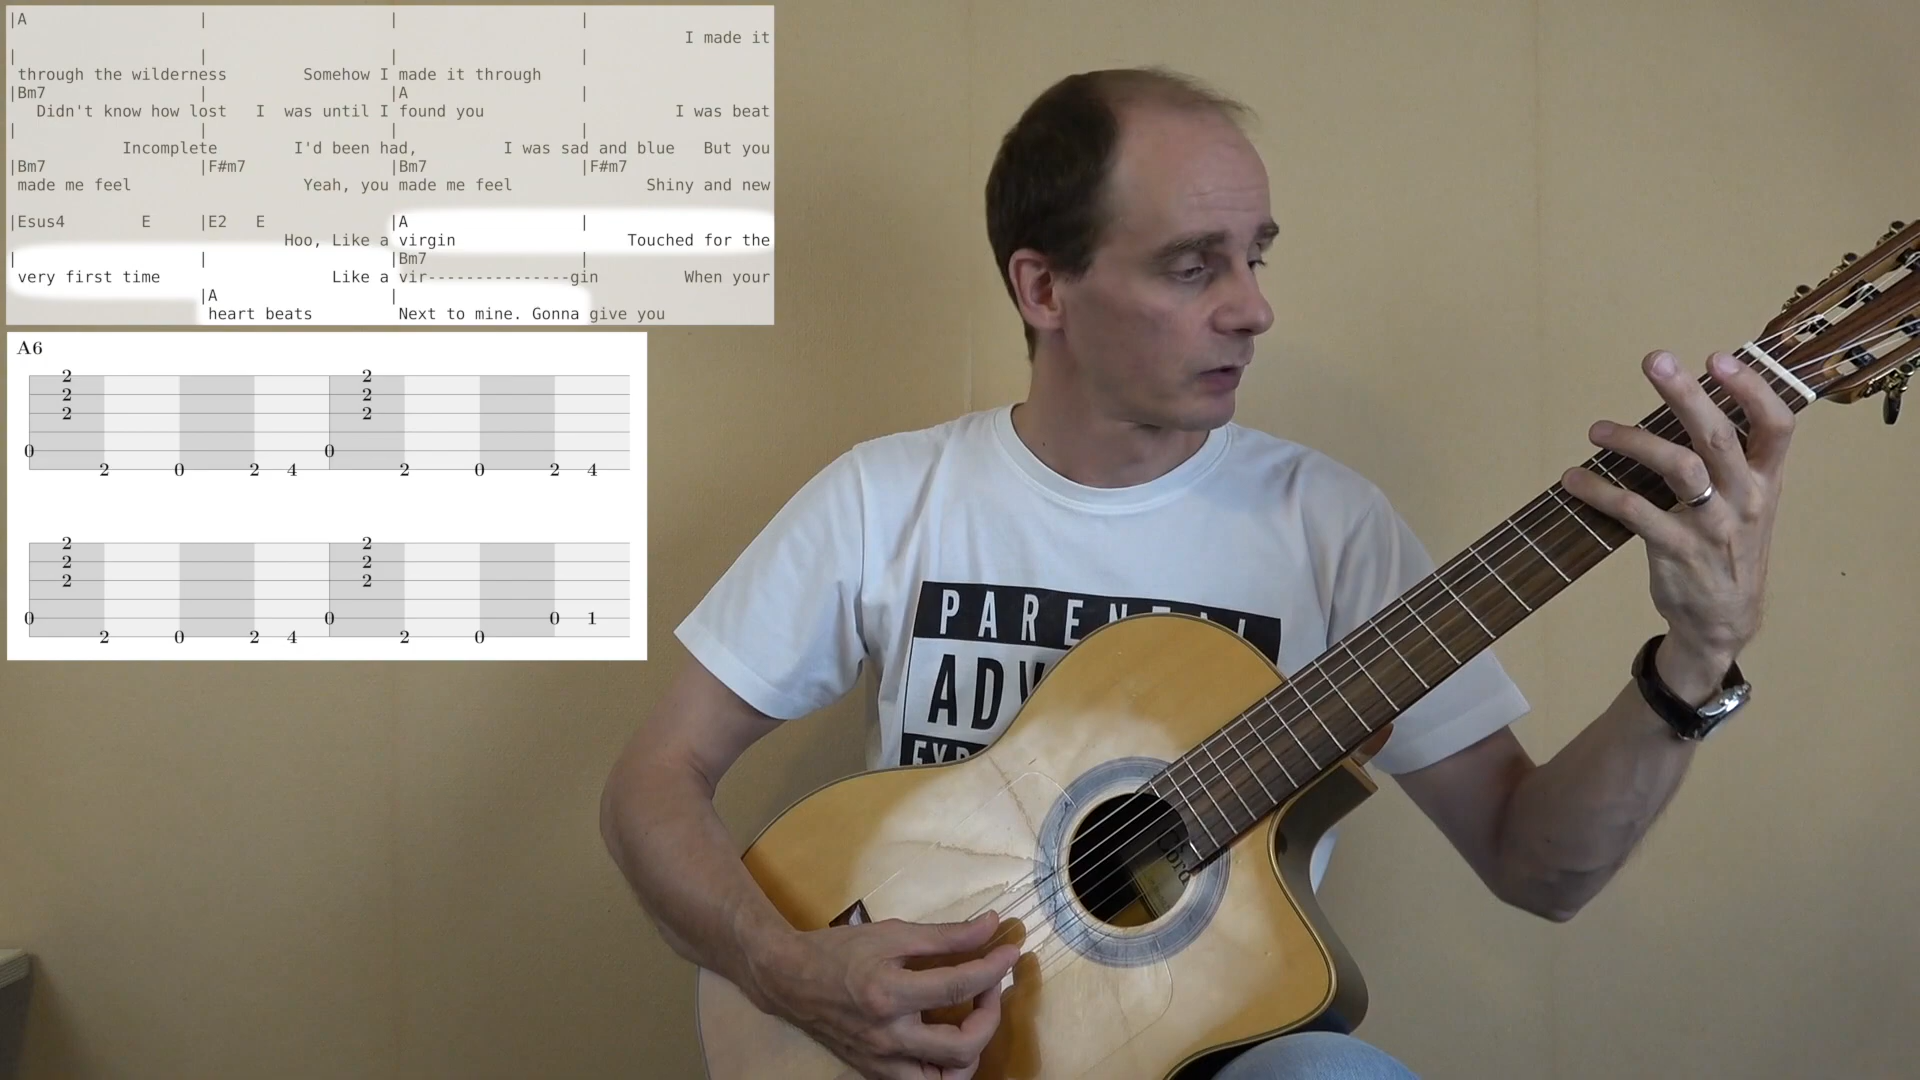 |A | | |
I made it
| | | |
through the wilderness Somehow I made it through
|Bm7 | |A |
Didn't know how lost I was until I found you I was beat
| | | |
Incomplete I'd been had, I was sad and blue But you
|Bm7 |F#m7 |Bm7 |F#m7
made me feel Yeah, you made me feel Shiny and new
|Esus4 E |E2 E |A |
Hoo, Like a virgin Touched for the
| | |Bm7 |
very first time Like a vir---------------gin When your
|A |
heart beats Next to mine. Gonna give you
A6
2 2
2 2
2 2
0 0
2 0 2 4 2 0 2 4
2 2
2 2
2 2
0 0 0 1
2 0 2 4 2 0
PARENTAL
ADV